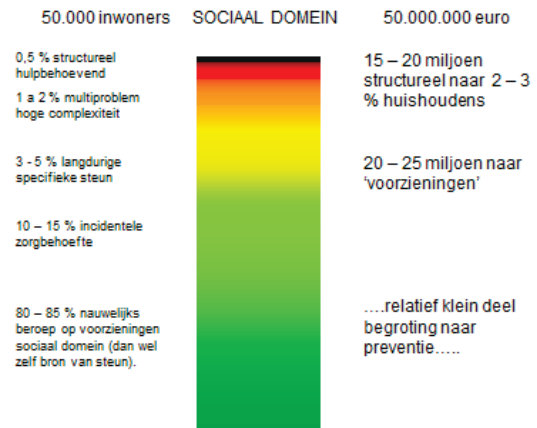 50.000 inwoners
SOCIAAL DOMEIN
50.000.000 euro
0,5 % structureel
hulpbehoevend
1 a 2 % multiproblem
hoge complexiteit
3 - 5 % langdurige
specifieke steun
10 – 15 % incidentele
zorgbehoefte
80 – 85 % nauwelijks
beroep op voorzieningen
sociaal domein (dan wel
zelf bron van steun).
15 – 20 miljoen
structureel naar 2 – 3
% huishoudens
20 – 25 miljoen naar
‘voorzieningen’
….relatief klein deel
begroting naar
preventie…..